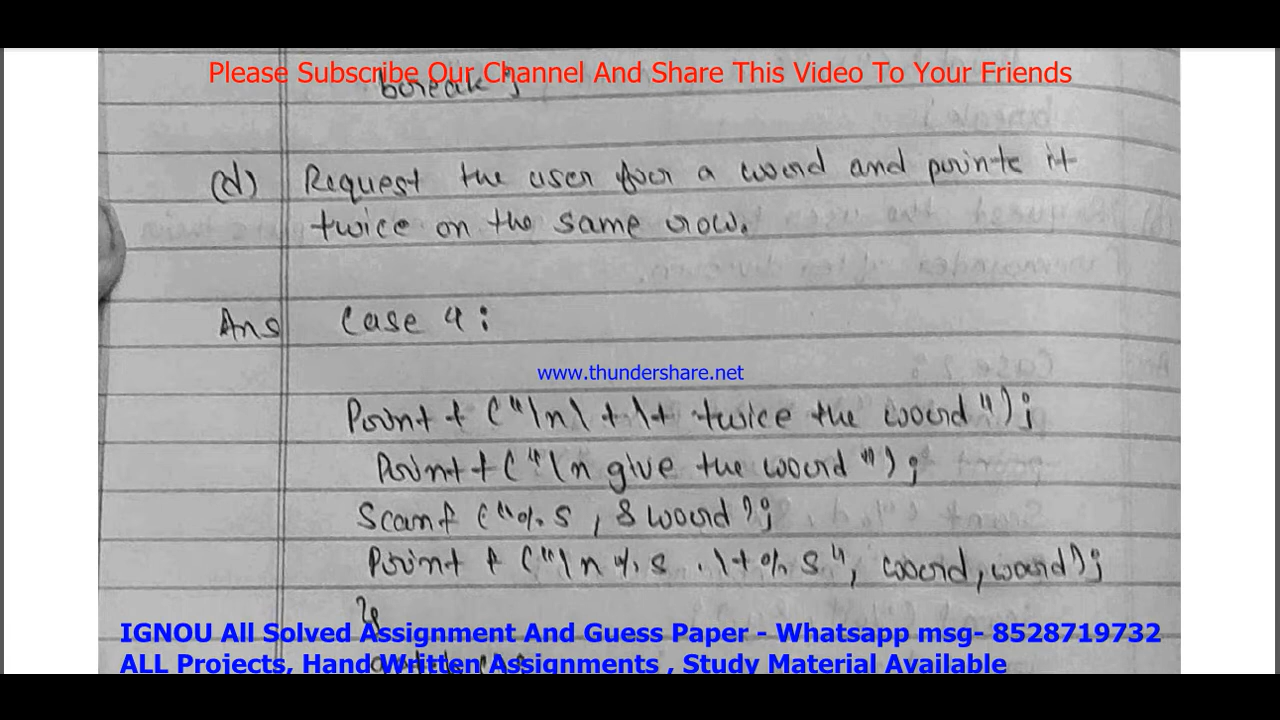 Please Subscribe Our Channel And Share This Video To Your Friends
break;
(d) Request the user for a word and printe it
twice on the same row.
Ans Case 4:
www.thundershare.net
Print f ("\n\t\t twice the word");
Print f ("\n give the word");
Scanf ("%s, &word);
Print f ("\n %s .\t%s", word, word);
IGNOU All Solved Assignment And Guess Paper - Whatsapp msg- 8528719732
ALL Projects, Hand Written Assignments , Study Material Available